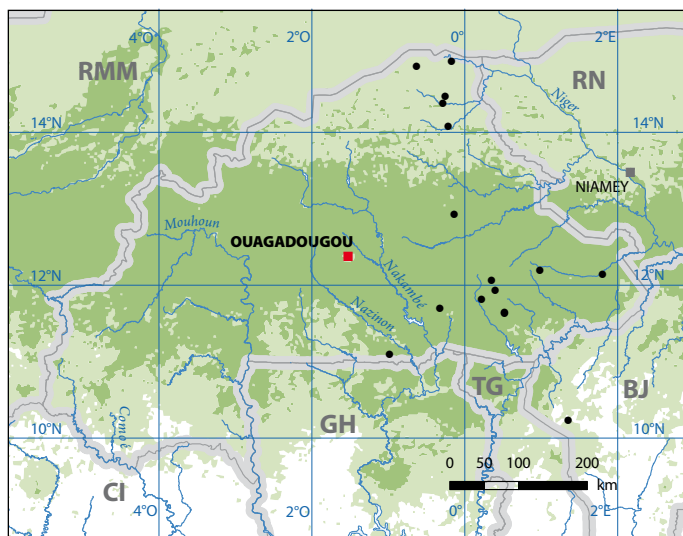 4°O
2°O
0°
2°E
RMM
RN
14°N
14°N
Niger
NIAMEY
Mouhoun
OUAGADOUGOU
Nakambé
12°N
12°N
Nazinon
TG
BJ
GH
Comoé
10°N
10°N
0 50 100 200
km
CI
4°O
2°O
0°
2°E